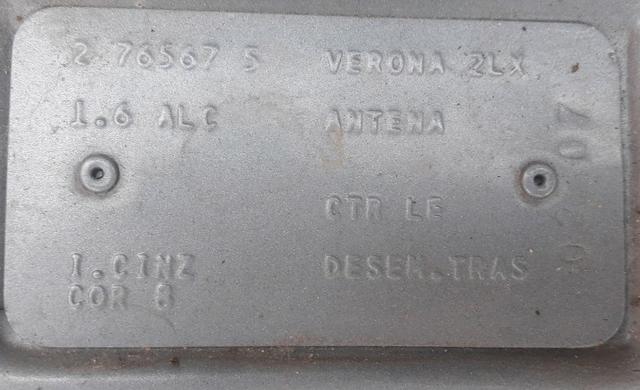 2 76567 5 VERONA 2LX
1.6 ALC ANTENA
CTR LE
I.CINZ DESEM.TRAS
COR 8